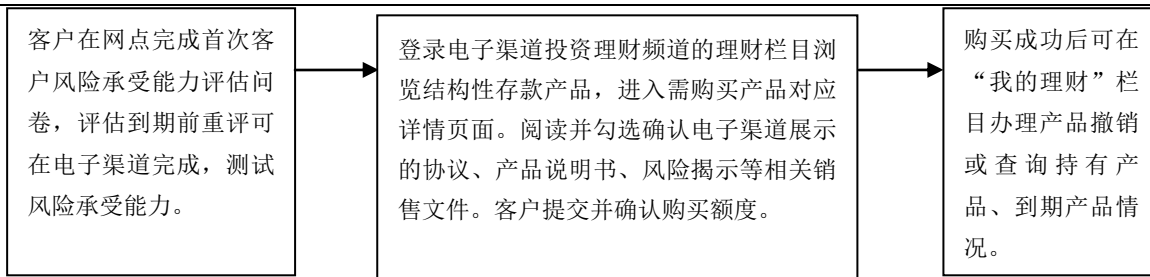 客户在网点完成首次客
户风险承受能力评估问
卷，评估到期前重评可
在电子渠道完成，测试
风险承受能力。
登录电子渠道投资理财频道的理财栏目浏
览结构性存款产品，进入需购买产品对应
详情页面。阅读并勾选确认电子渠道展示
的协议、产品说明书、风险揭示等相关销
售文件。客户提交并确认购买额度。
购买成功后可在
“我的理财”栏
目办理产品撤销
或查询持有产
品、到期产品情
况。